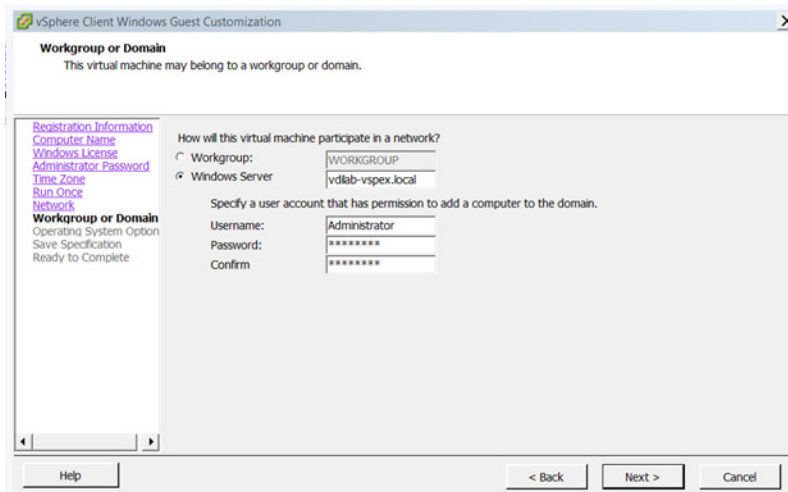 vSphere Client Windows Guest Customization
Workgroup or Domain
This virtual machine may belong to a workgroup or domain.
Registration Information
Computer Name
Windows License
Administrator Password
Time Zone
Run Once
Network
Workgroup or Domain
Operating System Option
Save Specification
Ready to Complete
How will this virtual machine participate in a network?
Workgroup: WORKGROUP
Windows Server vdilab-vspex.local
Specify a user account that has permission to add a computer to the domain.
Username: Administrator
Password: ********
Confirm ********
Help < Back Next > Cancel